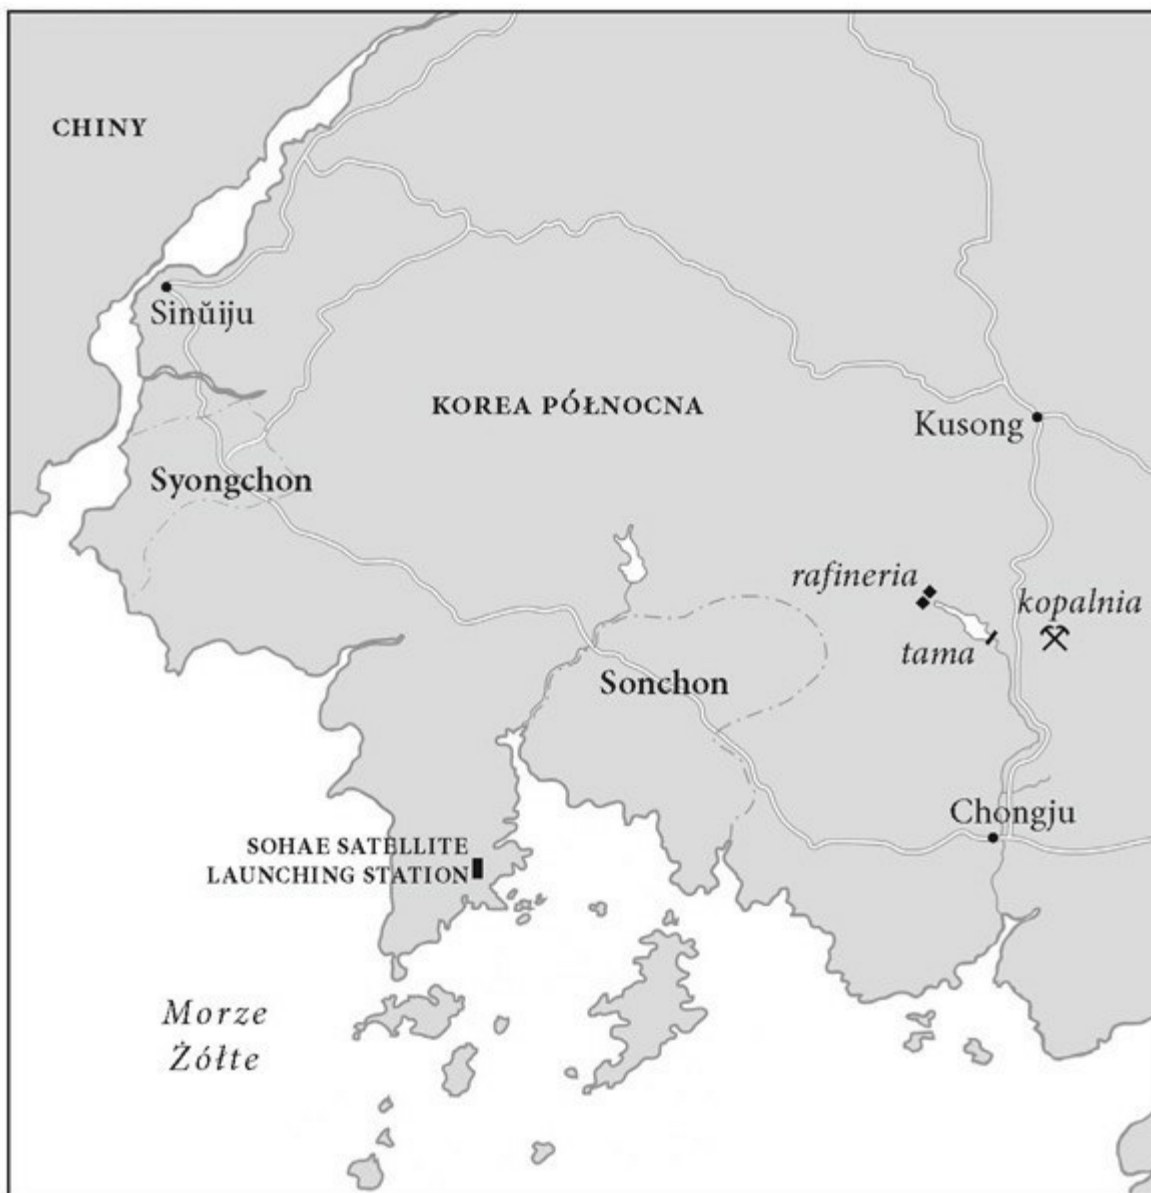 CHINY
Sinŭiju
KOREA PÓŁNOCNA
Kusong
Syongchon
rafineria
kopalnia
tama
Sonchon
Chongju
SOHAE SATELLITE
LAUNCHING STATION
Morze
Żółte